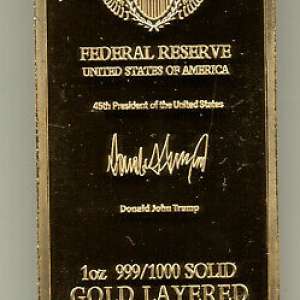 FEDERAL RESERVE
UNITED STATES OF AMERICA
45th President of the United States
Donald John Trump
1oz 999/1000 SOLID
GOLD LAYERED